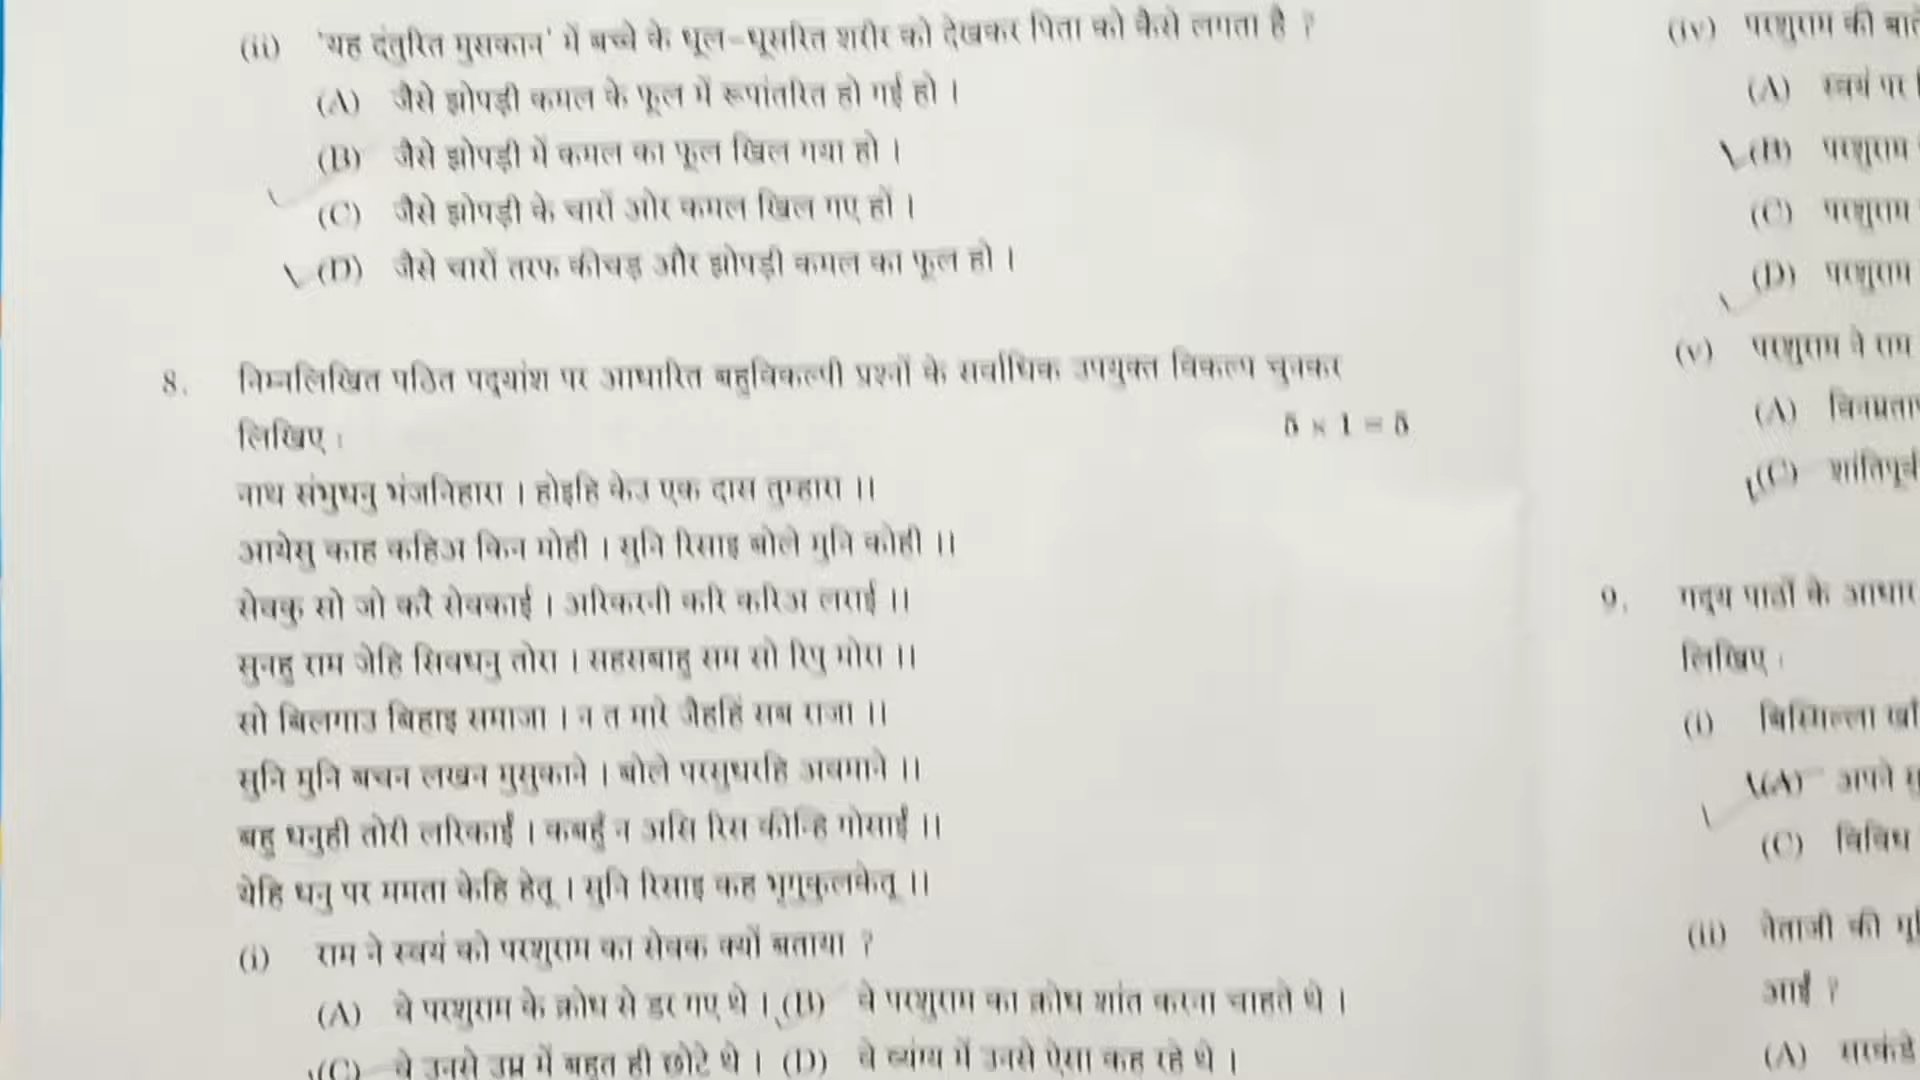 (ii) 'यह दंतुरित मुसकान' में बच्चे के धूल-धूसरित शरीर को देखकर पिता को कैसे लगता है ?
(A) जैसे झोपड़ी कमल के फूल में रूपांतरित हो गई हो ।
(B) जैसे झोपड़ी में कमल का फूल खिल गया हो ।
(C) जैसे झोपड़ी के चारों ओर कमल खिल गए हों ।
(D) जैसे चारों तरफ कीचड़ और झोपड़ी कमल का फूल हो ।
8. निम्नलिखित पठित पद्यांश पर आधारित बहुविकल्पी प्रश्नों के सर्वाधिक उपयुक्त विकल्प चुनकर
लिखिए :
5 × 1 = 5
नाथ संभुधनु भंजनिहारा । होइहि केउ एक दास तुम्हारा ।।
आयेसु काह कहिअ किन मोही । सुनि रिसाइ बोले मुनि कोही ।।
सेवकु सो जो करै सेवकाई । अरिकरनी करि करिअ लराई ।।
सुनहु राम जेहि सिवधनु तोरा । सहसबाहु सम सो रिपु मोरा ।।
सो बिलगाउ बिहाइ समाजा । न त मारे जैहहिं सब राजा ।।
सुनि मुनि बचन लखन मुसुकाने । बोले परसुधरहि अवमाने ।।
बहु धनुही तोरी लरिकाईं । कबहुँ न असि रिस कीन्हि गोसाईं ।।
येहि धनु पर ममता केहि हेतू । सुनि रिसाइ कह भृगुकुलकेतू ।।
(i) राम ने स्वयं को परशुराम का सेवक क्यों बताया ?
(A) वे परशुराम के क्रोध से डर गए थे । (B) वे परशुराम का क्रोध शांत करना चाहते थे ।
(C) वे उनसे उम्र में बहुत ही छोटे थे । (D) वे व्यंग्य में उनसे ऐसा कह रहे थे ।
(iv) परशुराम की
(A) स्वयं पर
(B) परशुराम
(C) परशुराम
(D) परशुराम
(v) परशुराम ने राम
(A)
(C)
9. गद्य पाठों के
लिखिए :
(i) बिस्मिल्ला
(A) अपने
(C) विविध
(ii) नेताजी की
आई ?
(A)